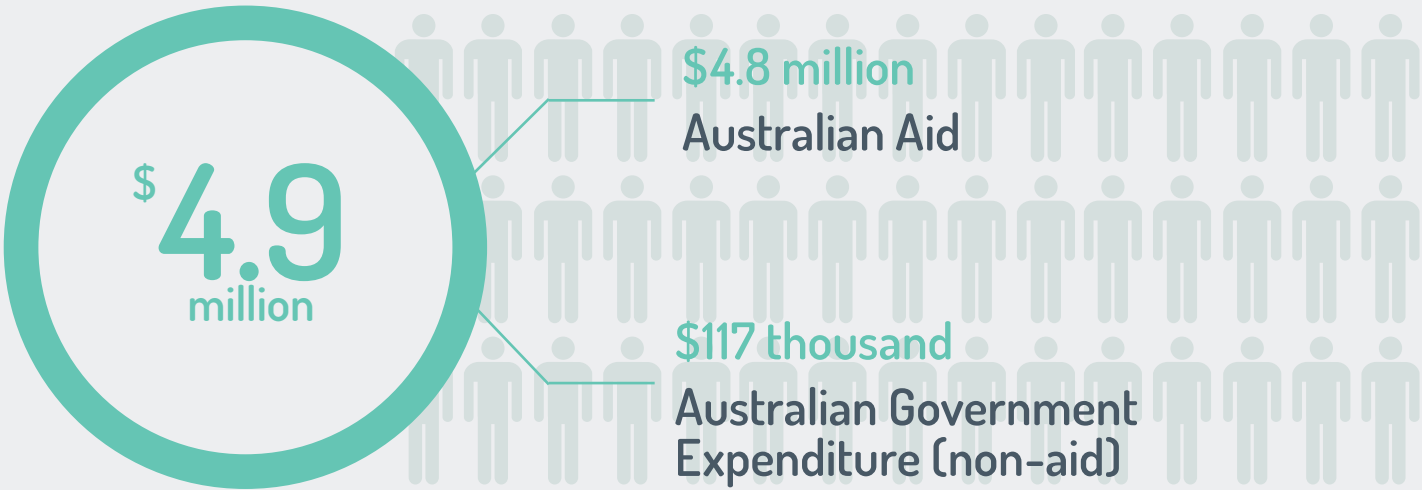 $4.9
million
$4.8 million
Australian Aid
$117 thousand
Australian Government
Expenditure (non-aid)